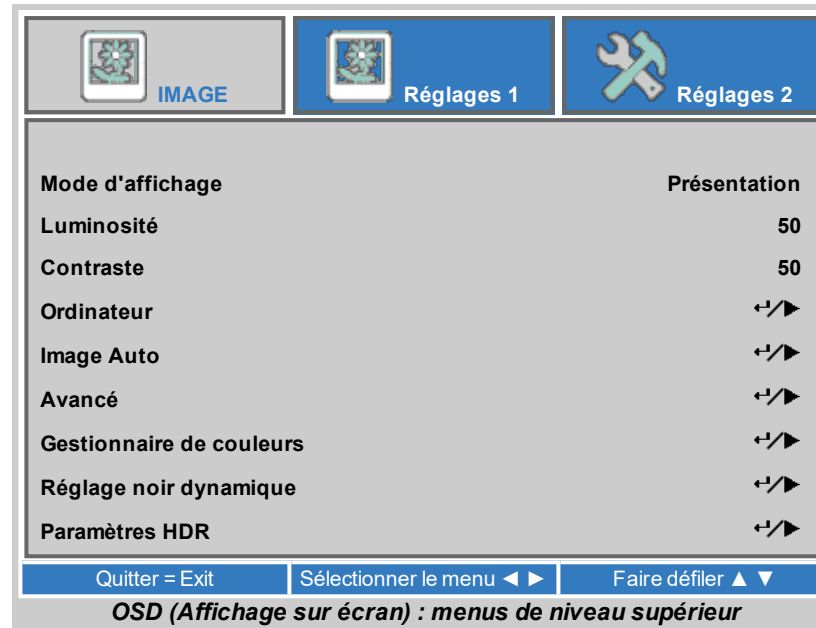 IMAGE
Réglages 1
Réglages 2
Mode d'affichage Présentation
Luminosité 50
Contraste 50
Ordinateur ↵/▶
Image Auto ↵/▶
Avancé ↵/▶
Gestionnaire de couleurs ↵/▶
Réglage noir dynamique ↵/▶
Paramètres HDR ↵/▶
Quitter = Exit Sélectionner le menu ◄ ► Faire défiler ▲ ▼
OSD (Affichage sur écran) : menus de niveau supérieur